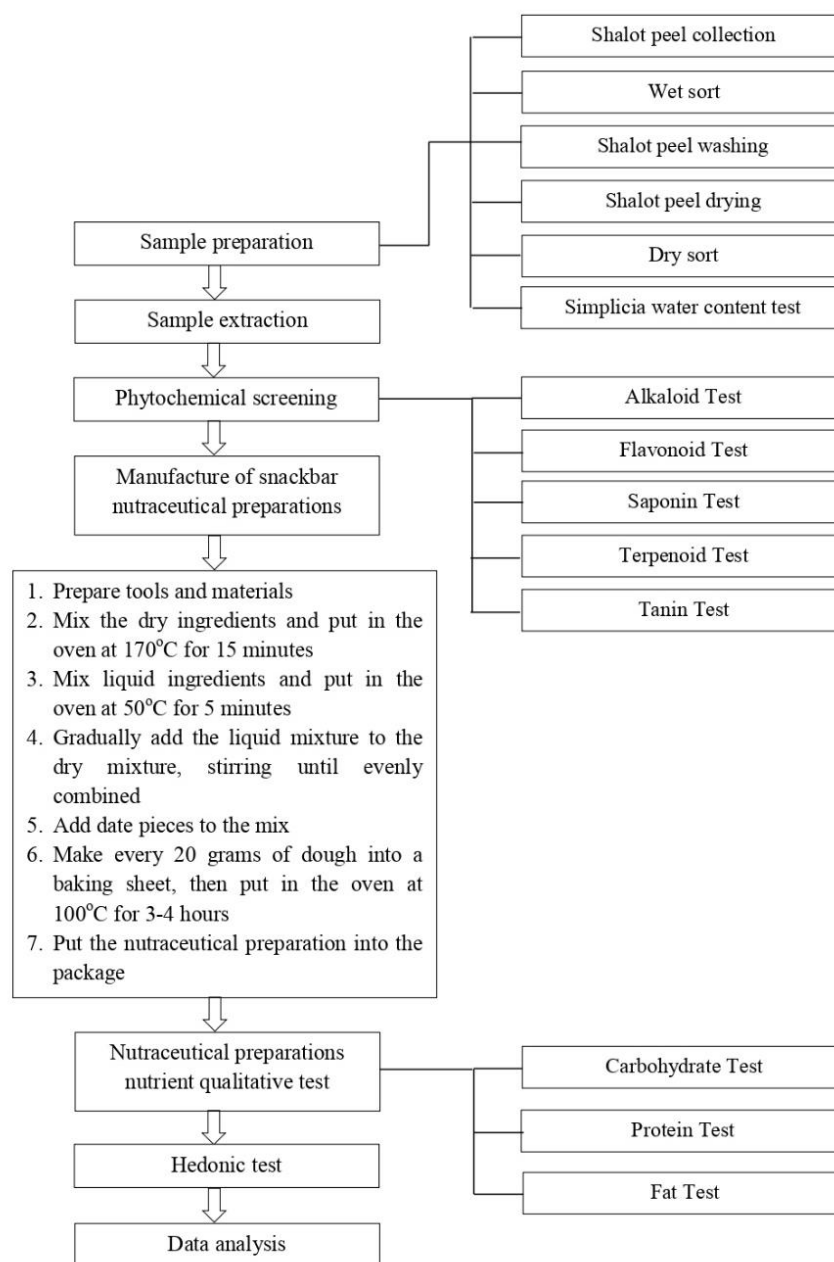 Shalot peel collection
Wet sort
Shalot peel washing
Shalot peel drying
Sample preparation
Dry sort
Simplicia water content test
Sample extraction
Phytochemical screening
Alkaloid Test
Flavonoid Test
Saponin Test
Terpenoid Test
Tanin Test
Manufacture of snackbar
nutraceutical preparations
1. Prepare tools and materials
2. Mix the dry ingredients and put in the
oven at 170°C for 15 minutes
3. Mix liquid ingredients and put in the
oven at 50°C for 5 minutes
4. Gradually add the liquid mixture to the
dry mixture, stirring until evenly
combined
5. Add date pieces to the mix
6. Make every 20 grams of dough into a
baking sheet, then put in the oven at
100°C for 3-4 hours
7. Put the nutraceutical preparation into the
package
Nutraceutical preparations
nutrient qualitative test
Carbohydrate Test
Protein Test
Fat Test
Hedonic test
Data analysis